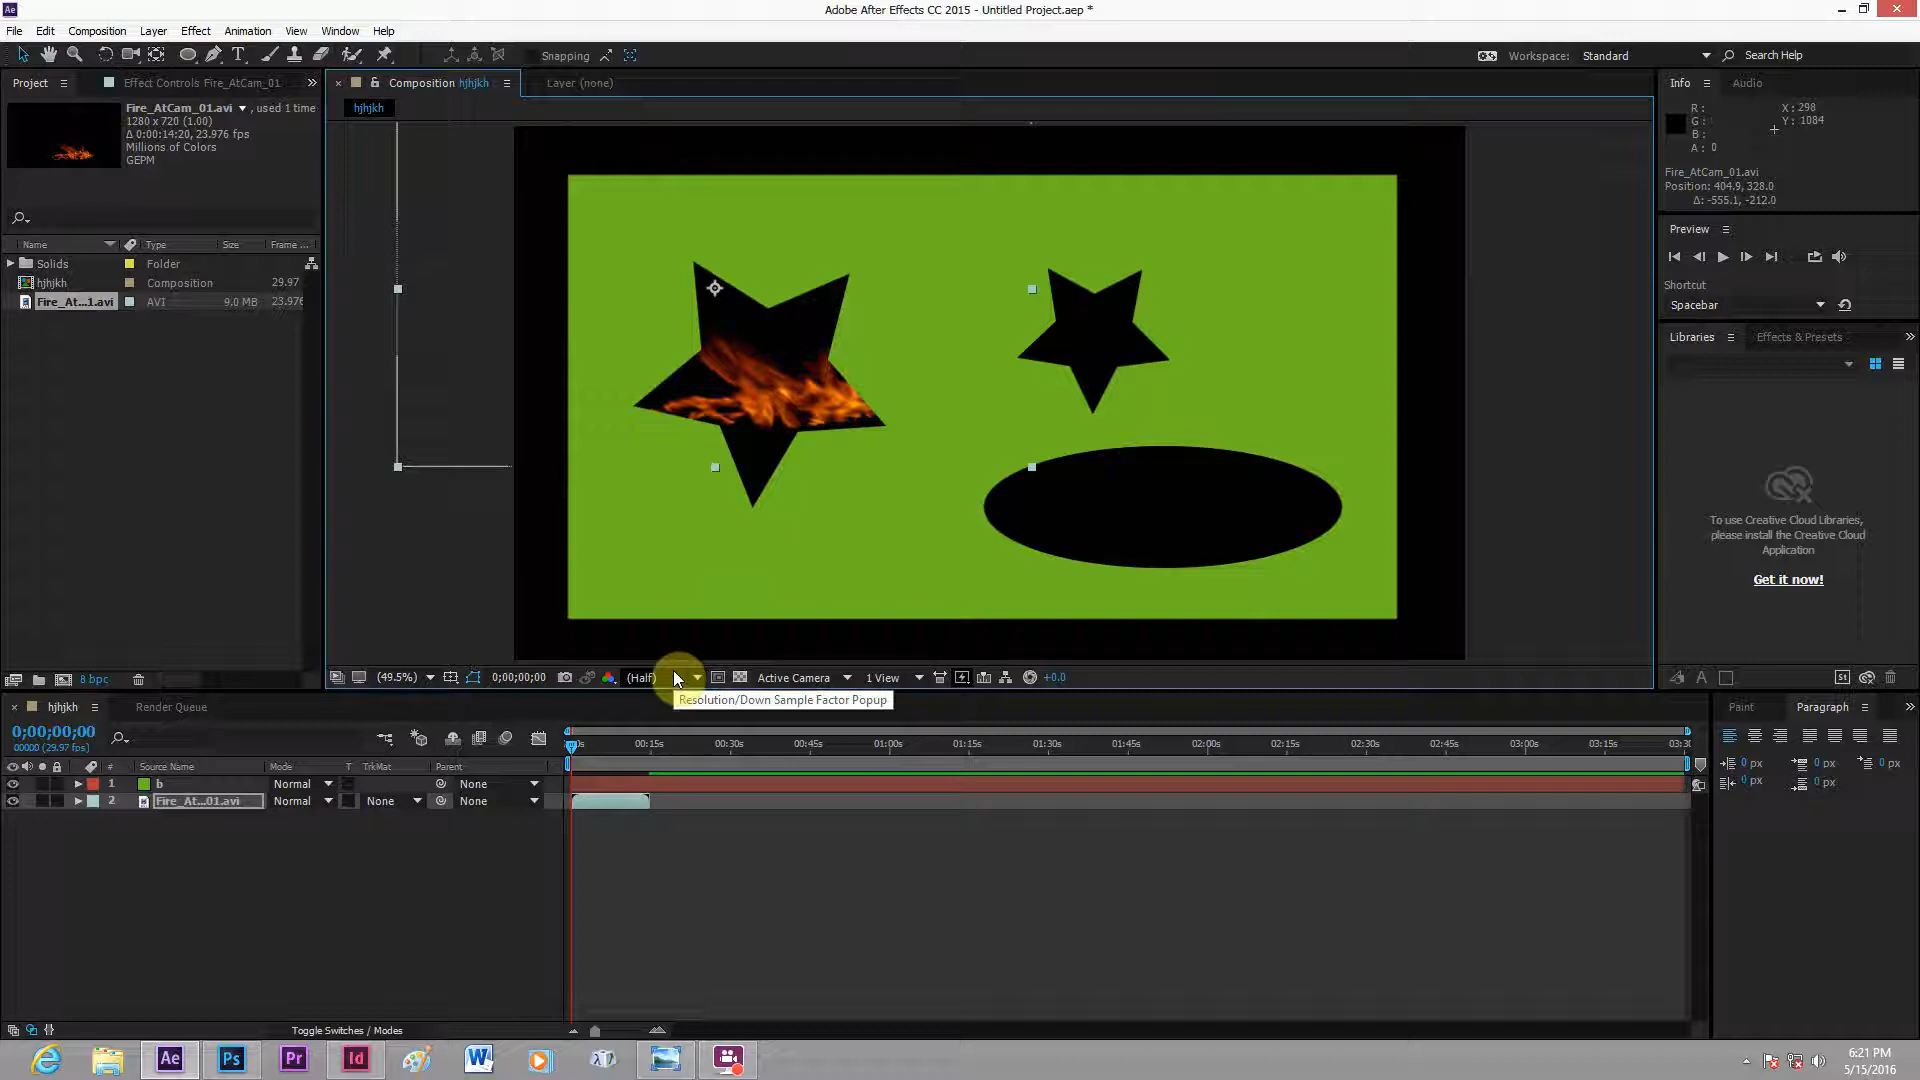 Adobe After Effects CC 2015 - Untitled Project.aep *
File Edit Composition Layer Effect Animation View Window Help
Snapping
Workspace: Standard
Search Help
Project
Effect Controls Fire_AtCam_01
Fire_AtCam_01.avi , used 1 time
1280 x 720 (1.00)
Δ 0:00:14:20, 23.976 fps
Millions of Colors
GEPM
Name Type Size Frame ...
Solids Folder
hjhjkh Composition 29.97
Fire_At...1.avi AVI 9.0 MB 23.976
8 bpc
Composition hjhjkh
Layer (none)
hjhjkh
(49.5%) 0;00;00;00 (Half) Active Camera 1 View +0.0
Resolution/Down Sample Factor Popup
Info Audio
R :
G :
B :
A : 0
X : 298
Y : 1084
Fire_AtCam_01.avi
Position: 404.9, 328.0
Δ: -555.1, -212.0
Preview
Shortcut
Spacebar
Libraries Effects & Presets
To use Creative Cloud Libraries,
please install the Creative Cloud
Application
Get it now!
St
hjhjkh
Render Queue
0;00;00;00
00000 (29.97 fps)
# Source Name Mode T TrkMat Parent
1 b Normal None
2 Fire_At...01.avi Normal None None
0s 00:15s 00:30s 00:45s 01:00s 01:15s 01:30s 01:45s 02:00s 02:15s 02:30s 02:45s 03:00s 03:15s 03:30
Toggle Switches / Modes
Paint Paragraph
0 px 0 px 0 px
0 px 0 px
Ae Ps Pr Id
6:21 PM
5/15/2016